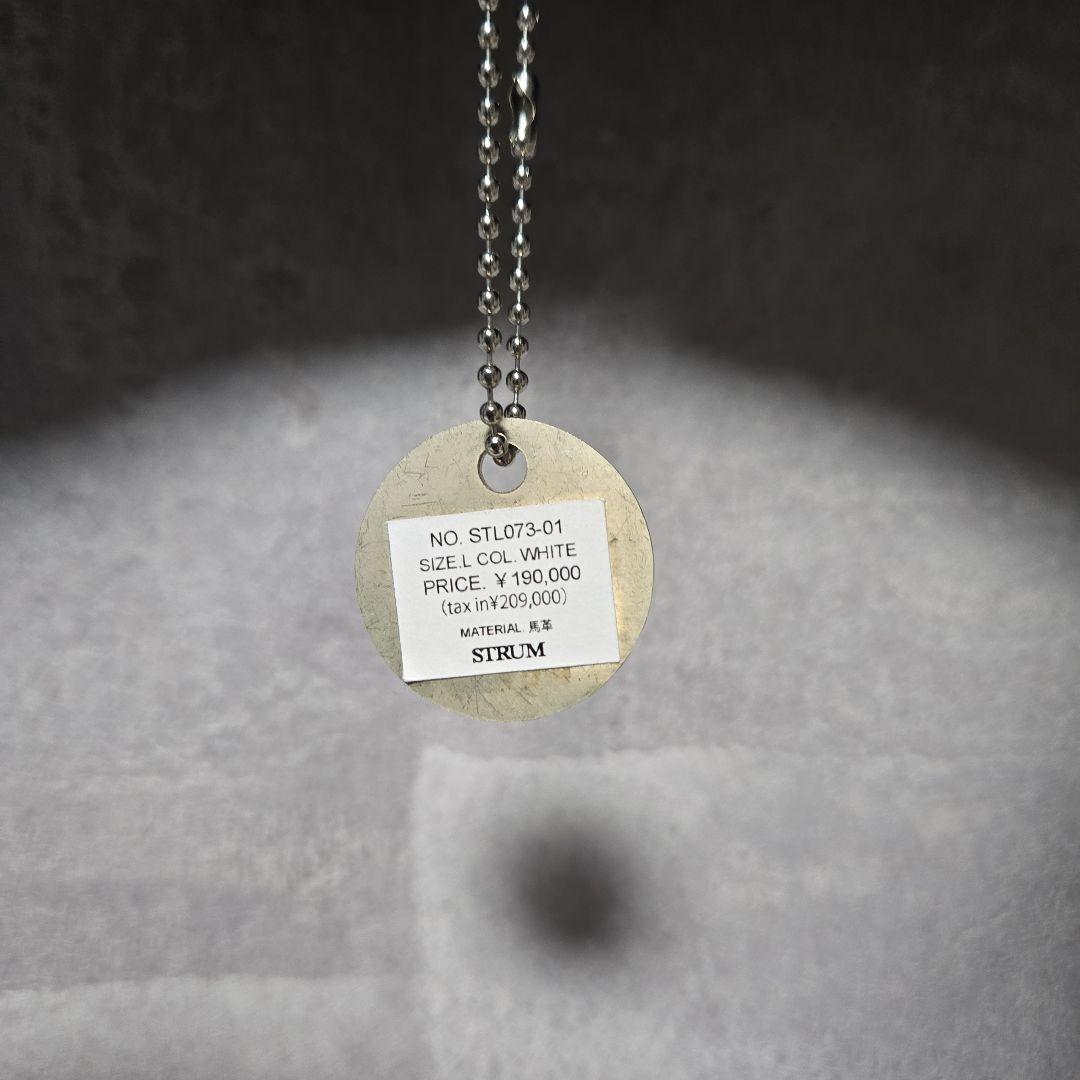 NO. STL073-01
SIZE.L COL. WHITE
PRICE. ￥190,000
(tax in¥209,000)
MATERIAL. 馬革
STRUM